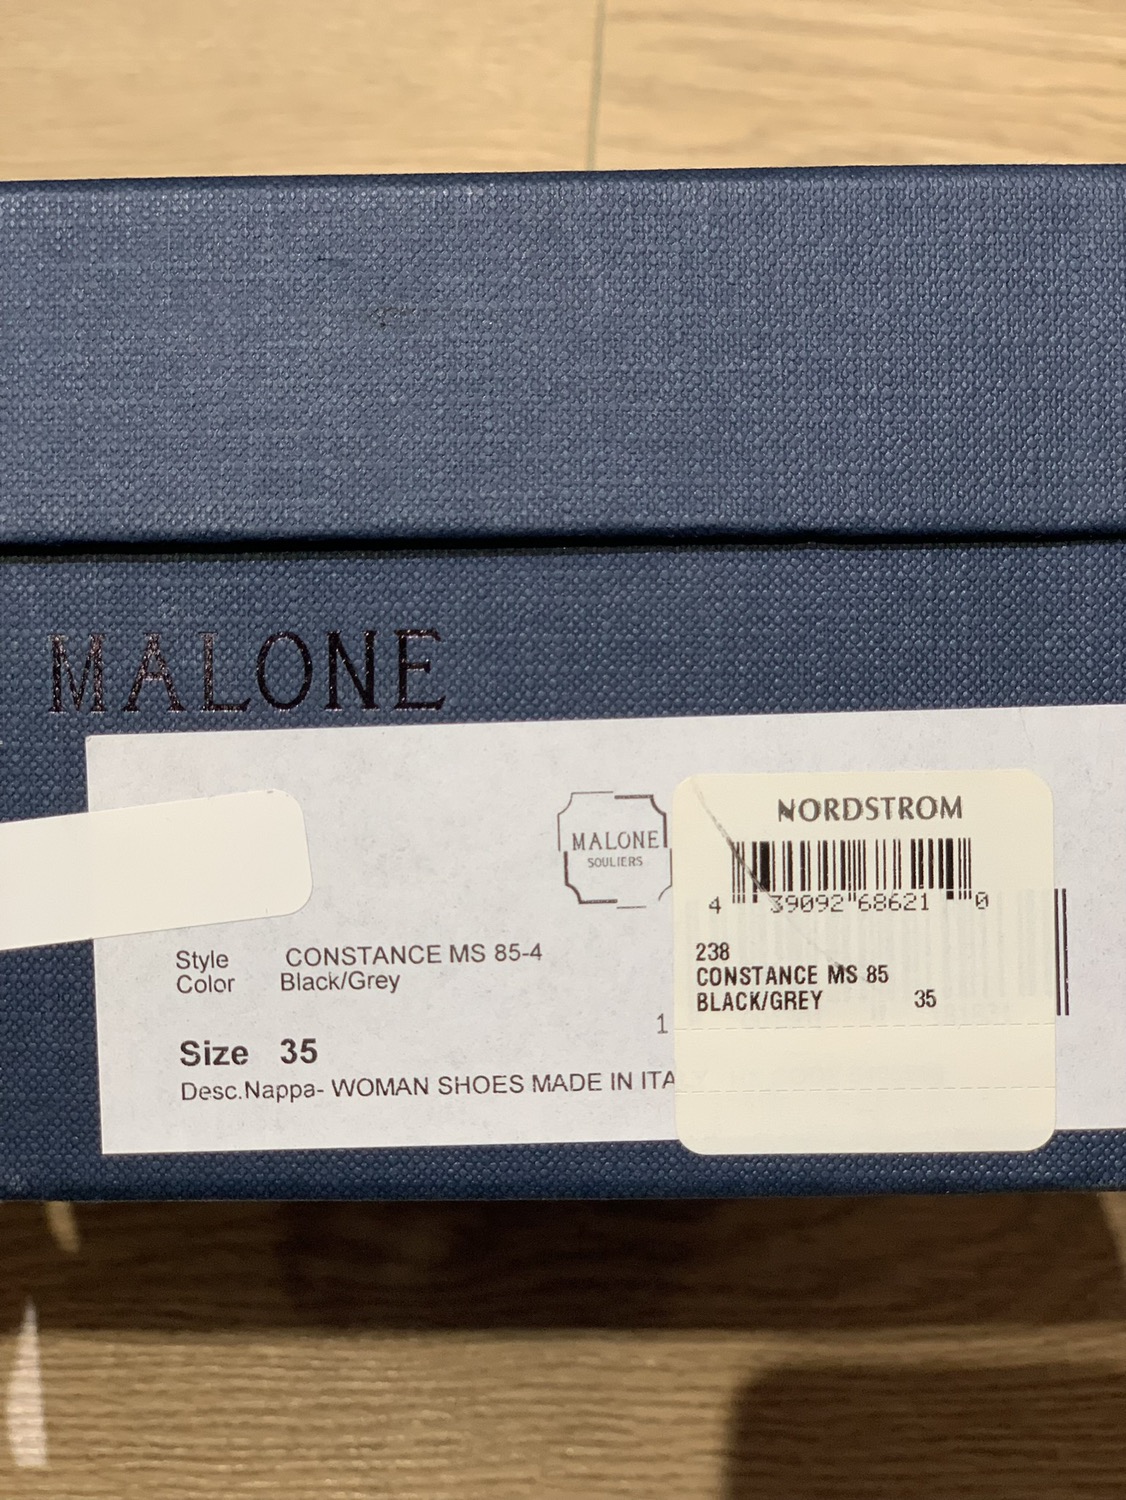 MALONE
MALONE
SOULIERS
Style CONSTANCE MS 85-4
Color Black/Grey
Size 35
1
Desc.Nappa- WOMAN SHOES MADE IN ITA
NORDSTROM
4 39092 68621 0
238
CONSTANCE MS 85
BLACK/GREY 35